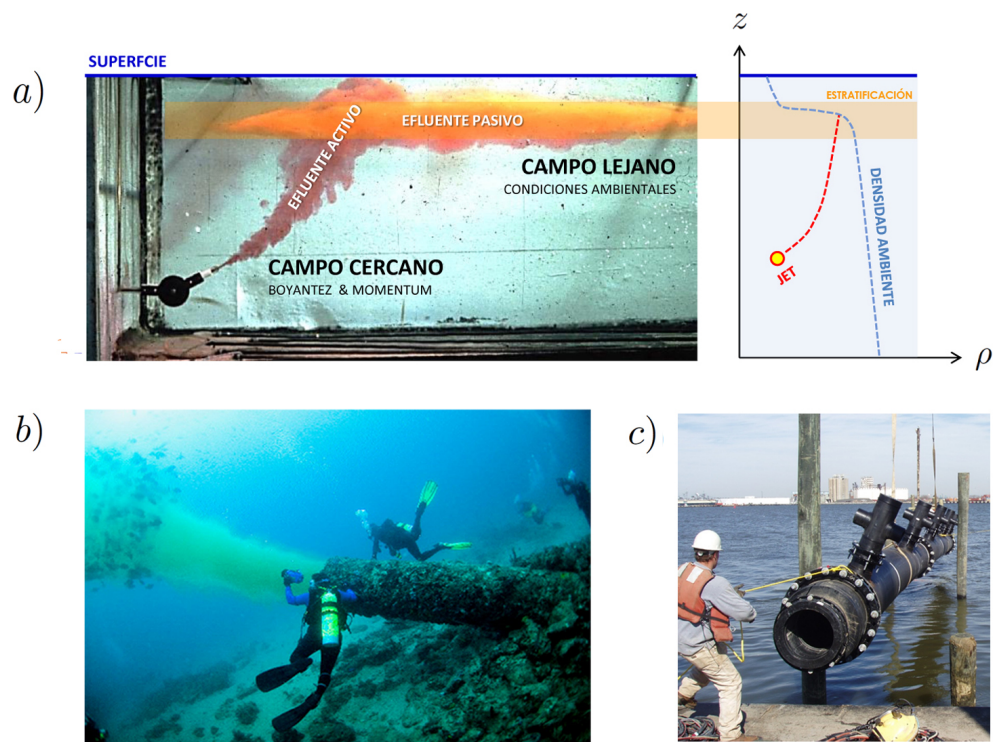 z
SUPERFCIE
a)
ESTRATIFICACIÓN
EFLUENTE PASIVO
EFLUENTE ACTIVO
CAMPO LEJANO
CONDICIONES AMBIENTALES
DENSIDAD AMBIENTE
CAMPO CERCANO
BOYANTEZ & MOMENTUM
JET
ρ
b)
c)